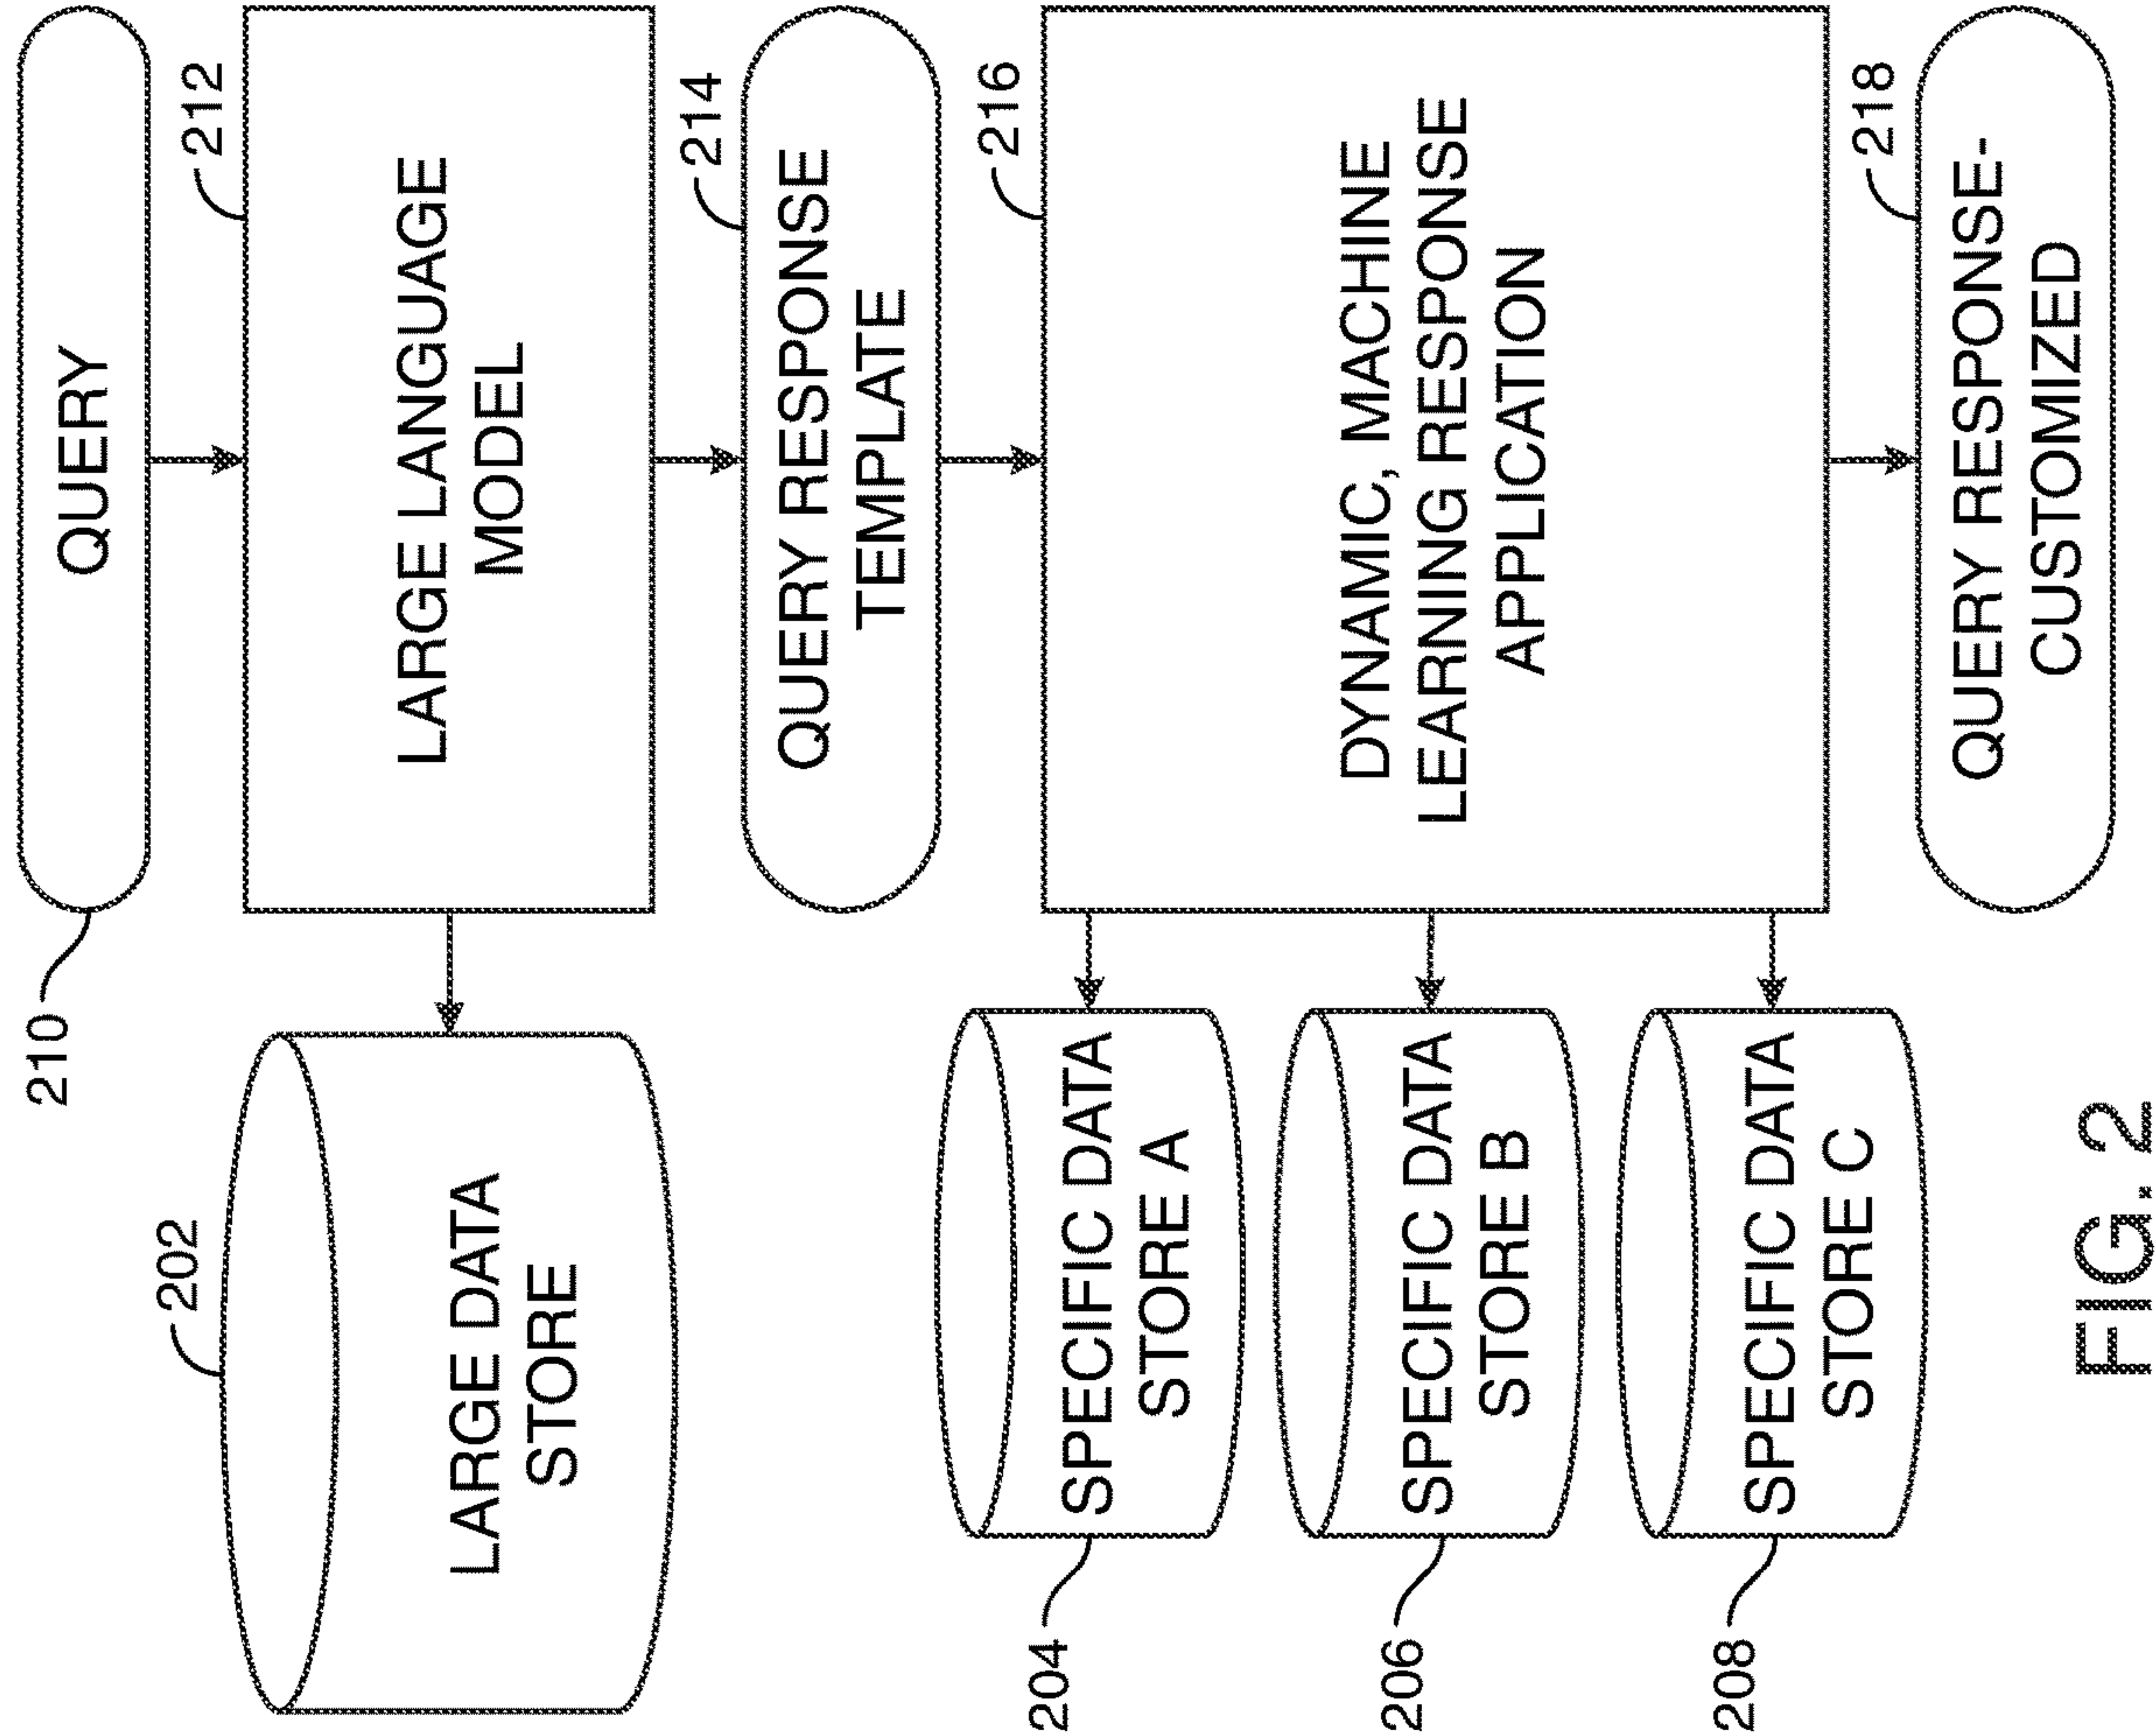 210
QUERY
212
LARGE LANGUAGE
MODEL
202
LARGE DATA
STORE
214
QUERY RESPONSE
TEMPLATE
216
DYNAMIC, MACHINE
LEARNING RESPONSE
APPLICATION
204
SPECIFIC DATA
STORE A
206
SPECIFIC DATA
STORE B
208
SPECIFIC DATA
STORE C
218
QUERY RESPONSE-
CUSTOMIZED
FIG. 2